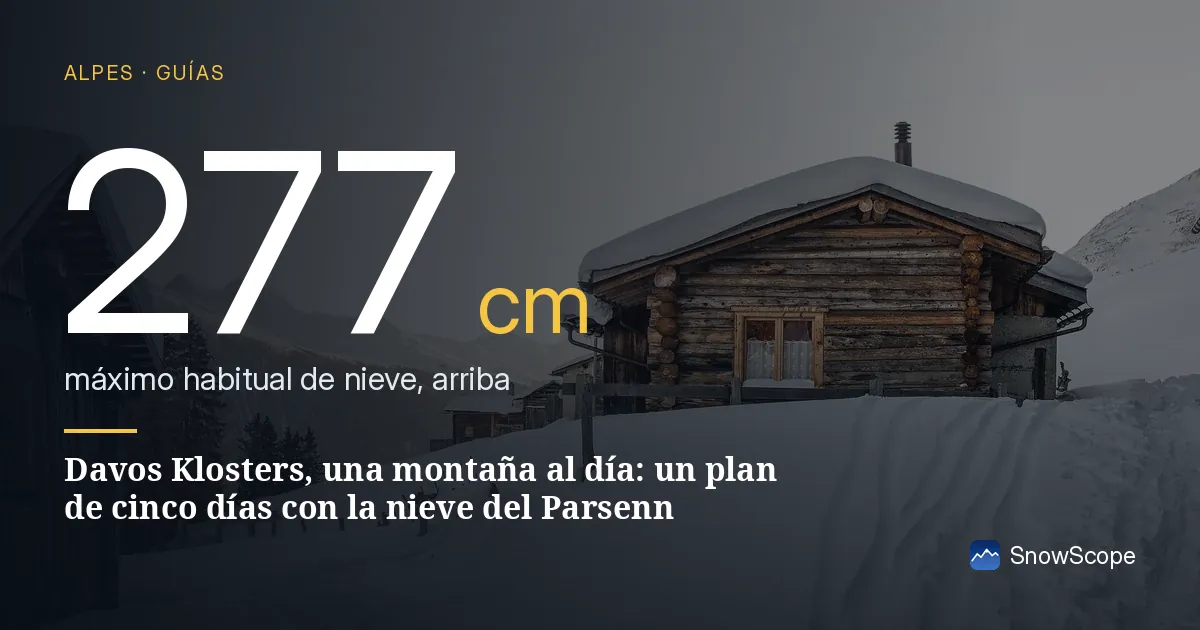 ALPES · GUÍAS
277 cm
máximo habitual de nieve, arriba
Davos Klosters, una montaña al día: un plan
de cinco días con la nieve del Parsenn
SnowScope